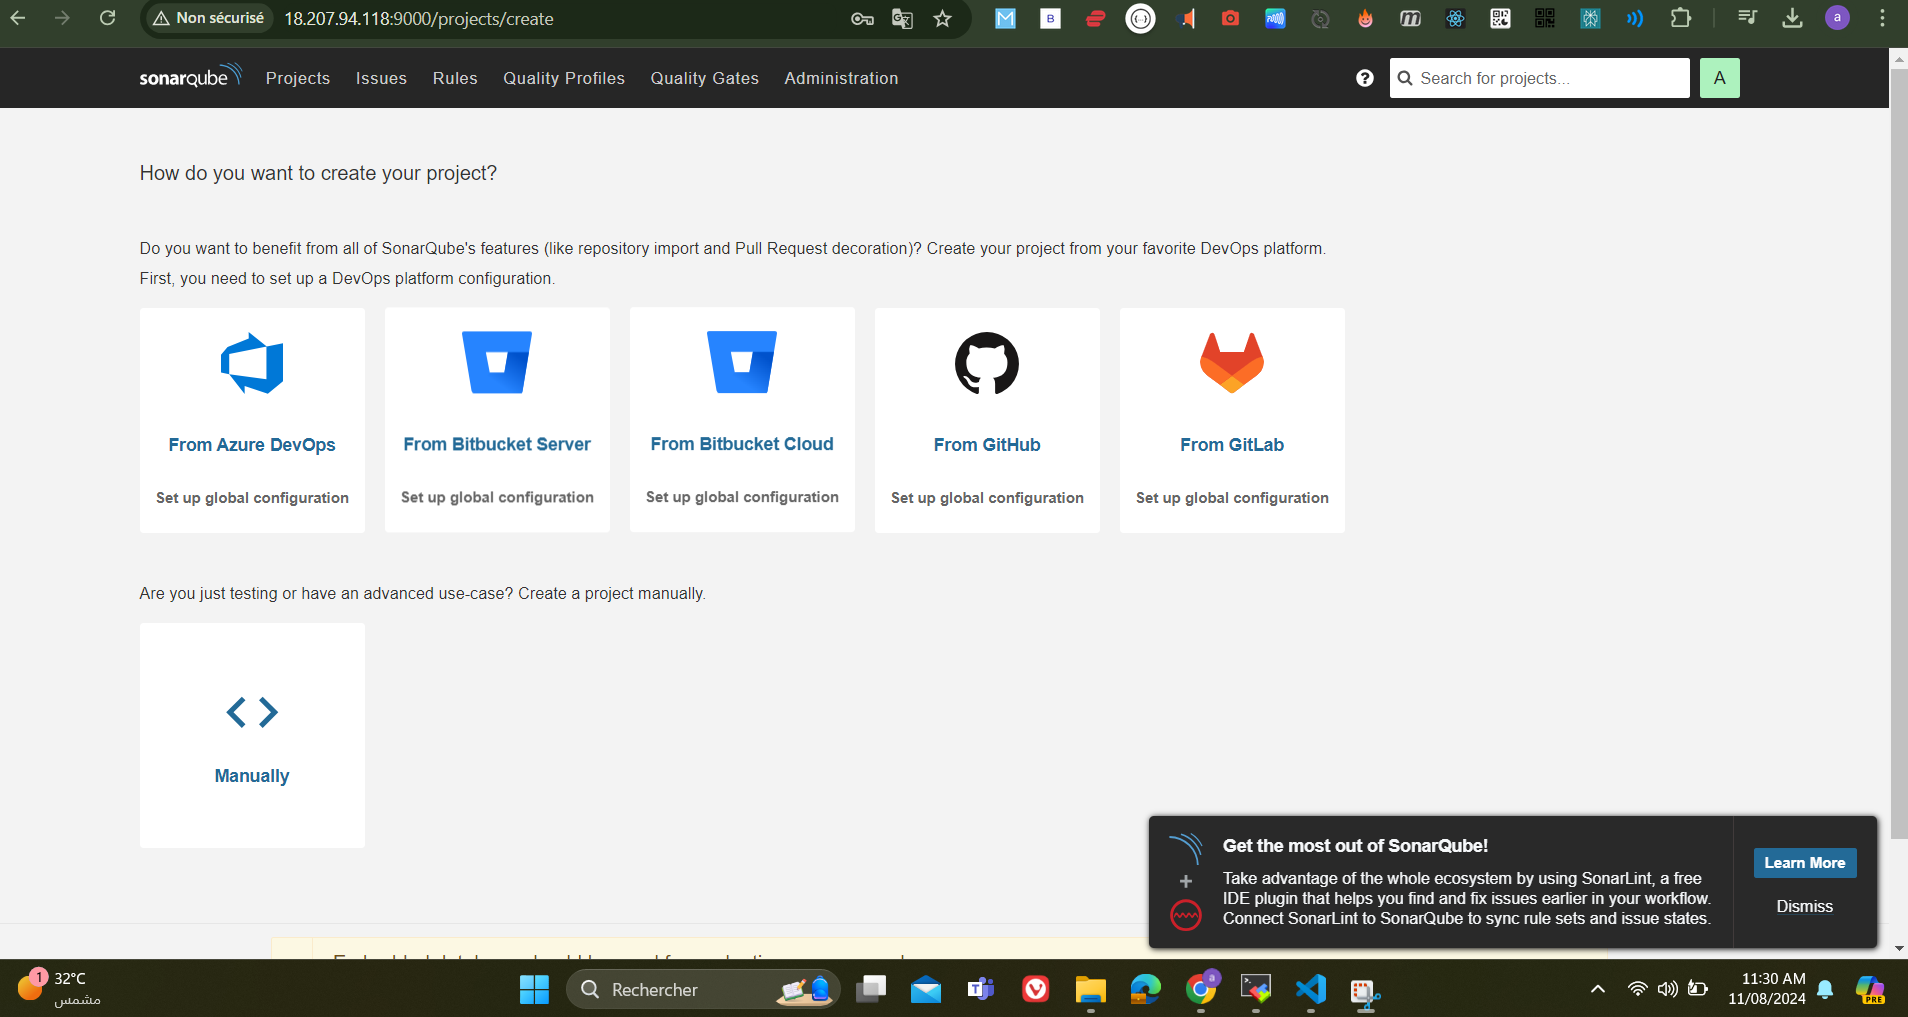 Non sécurisé
18.207.94.118:9000/projects/create
M
B
m
a
sonarqube
Projects
Issues
Rules
Quality Profiles
Quality Gates
Administration
?
Search for projects...
A
How do you want to create your project?
Do you want to benefit from all of SonarQube's features (like repository import and Pull Request decoration)? Create your project from your favorite DevOps platform.
First, you need to set up a DevOps platform configuration.
From Azure DevOps
Set up global configuration
From Bitbucket Server
Set up global configuration
From Bitbucket Cloud
Set up global configuration
From GitHub
Set up global configuration
From GitLab
Set up global configuration
Are you just testing or have an advanced use-case? Create a project manually.
Manually
Get the most out of SonarQube!
Take advantage of the whole ecosystem by using SonarLint, a free
IDE plugin that helps you find and fix issues earlier in your workflow.
Connect SonarLint to SonarQube to sync rule sets and issue states.
Learn More
Dismiss
1
32°C
مشمس
Rechercher
a
11:30 AM
11/08/2024
PRE